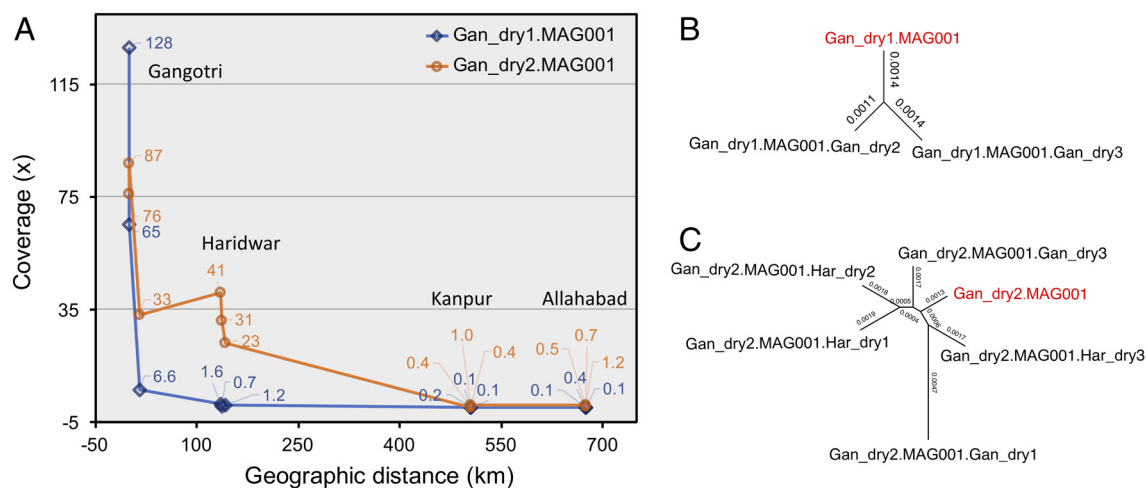 A
Coverage (x)
115
75
35
-5
-50
100
250
400
550
700
Geographic distance (km)
Gan_dry1.MAG001
Gan_dry2.MAG001
128
Gangotri
87
76
65
33
6.6
Haridwar
41
31
23
1.6
0.7
1.2
Kanpur
1.0
0.4
0.4
0.1
0.2
0.1
Allahabad
0.7
0.5
1.2
0.4
0.1
0.1
B
Gan_dry1.MAG001
0.0014
0.0011
0.0014
Gan_dry1.MAG001.Gan_dry2
Gan_dry1.MAG001.Gan_dry3
C
Gan_dry2.MAG001.Gan_dry3
Gan_dry2.MAG001.Har_dry2
Gan_dry2.MAG001
0.0017
0.0018
0.0013
0.0005
0.0004
0.0006
0.0019
0.0017
Gan_dry2.MAG001.Har_dry1
Gan_dry2.MAG001.Har_dry3
0.0047
Gan_dry2.MAG001.Gan_dry1